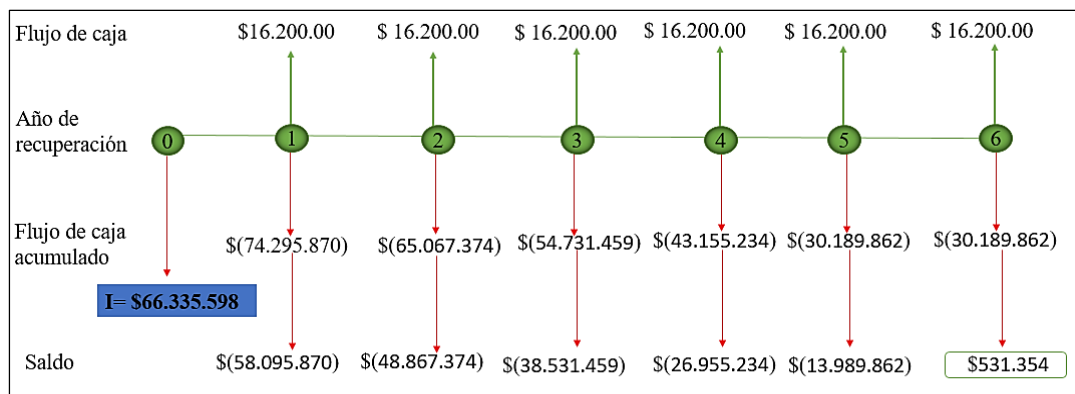 Flujo de caja $16.200.00 $ 16.200.00 $ 16.200.00 $ 16.200.00 $ 16.200.00 $ 16.200.00
Año de
recuperación
0 1 2 3 4 5 6
Flujo de caja
acumulado
$(74.295.870) $(65.067.374) $(54.731.459) $(43.155.234) $(30.189.862) $(30.189.862)
I= $66.335.598
Saldo $(58.095.870) $(48.867.374) $(38.531.459) $(26.955.234) $(13.989.862) $531.354